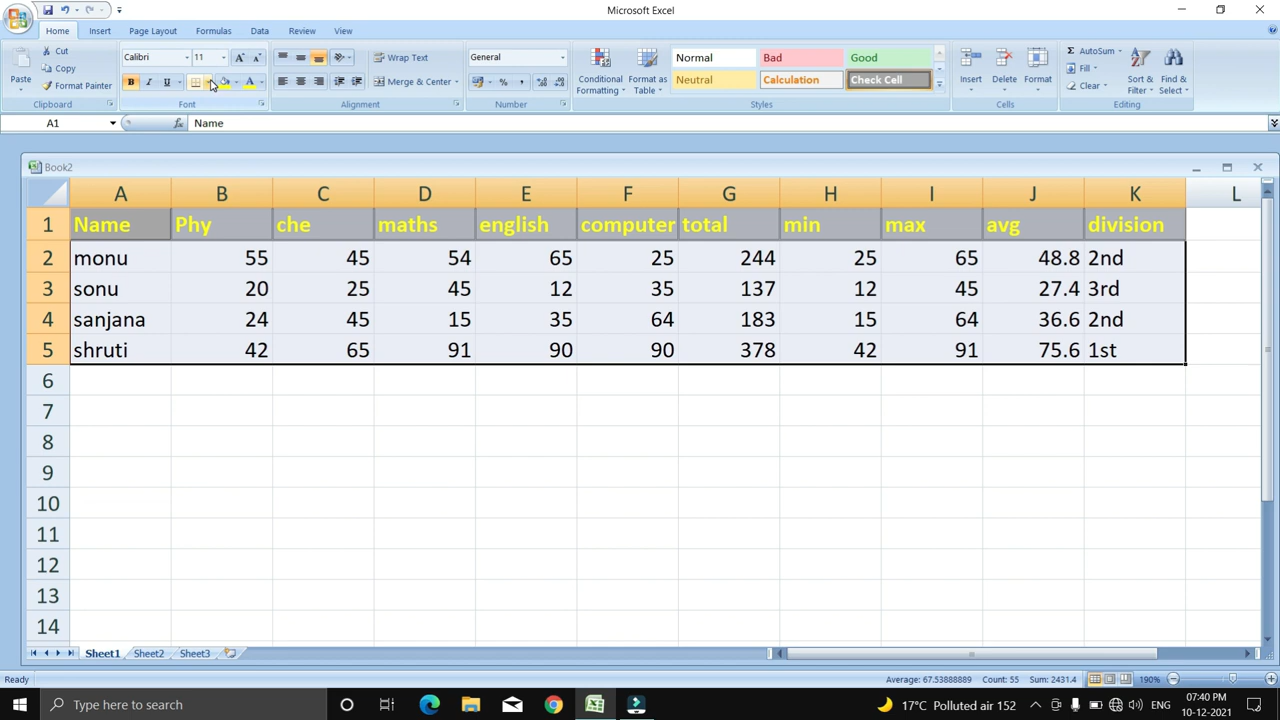 Microsoft Excel
Home Insert Page Layout Formulas Data Review View
Paste
Cut
Copy
Format Painter
Clipboard
Calibri 11
B I U A
Font
Wrap Text
Merge & Center
Alignment
General
%
Number
Conditional Formatting
Format as Table
Normal Bad Good
Neutral Calculation Check Cell
Styles
Insert Delete Format
Cells
AutoSum
Fill
Clear
Sort & Filter
Find & Select
Editing
A1 fx Name
Book2
A B C D E F G H I J K L
1 Name Phy che maths english computer total min max avg division
2 monu 55 45 54 65 25 244 25 65 48.8 2nd
3 sonu 20 25 45 12 35 137 12 45 27.4 3rd
4 sanjana 24 45 15 35 64 183 15 64 36.6 2nd
5 shruti 42 65 91 90 90 378 42 91 75.6 1st
6
7
8
9
10
11
12
13
14
Sheet1 Sheet2 Sheet3
Ready Average: 67.53888889 Count: 55 Sum: 2431.4 190%
Type here to search 17°C Polluted air 152 ENG 07:40 PM
10-12-2021